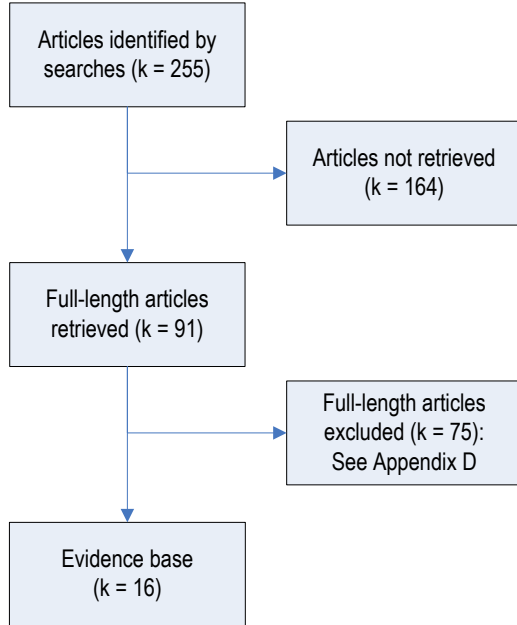 Articles identified by
searches (k = 255)
Articles not retrieved
(k = 164)
Full-length articles
retrieved (k = 91)
Full-length articles
excluded (k = 75):
See Appendix D
Evidence base
(k = 16)